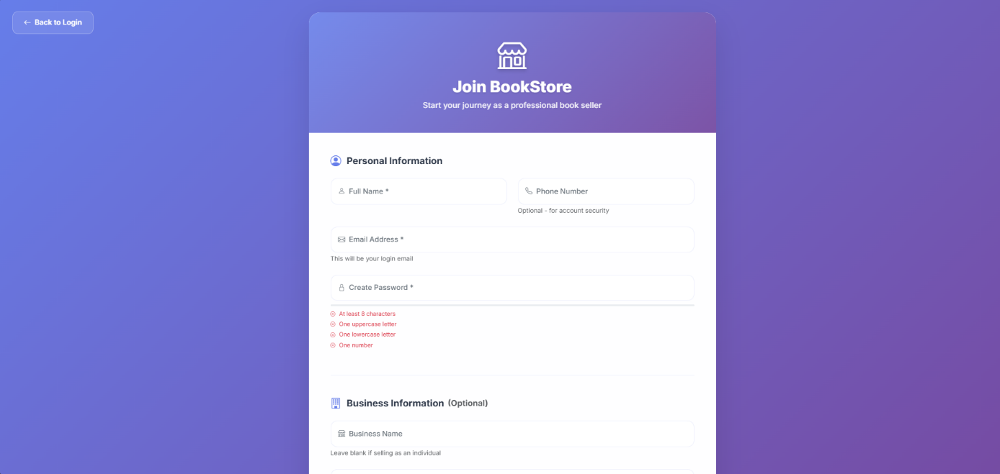 Back to Login
Join BookStore
Start your journey as a professional book seller
Personal Information
Full Name *
Phone Number
Optional - for account security
Email Address *
This will be your login email
Create Password *
At least 8 characters
One uppercase letter
One lowercase letter
One number
Business Information (Optional)
Business Name
Leave blank if selling as an individual